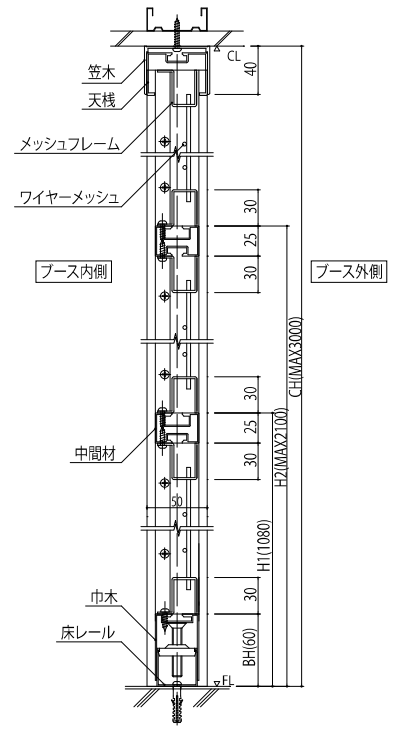 CL
笠木
40
天桟
メッシュフレーム
ワイヤーメッシュ
30
25
30
ブース内側
ブース外側
CH(MAX3000)
30
H2(MAX2100)
25
中間材
30
50
H1(1080)
30
巾木
床レール
BH(60)
FL